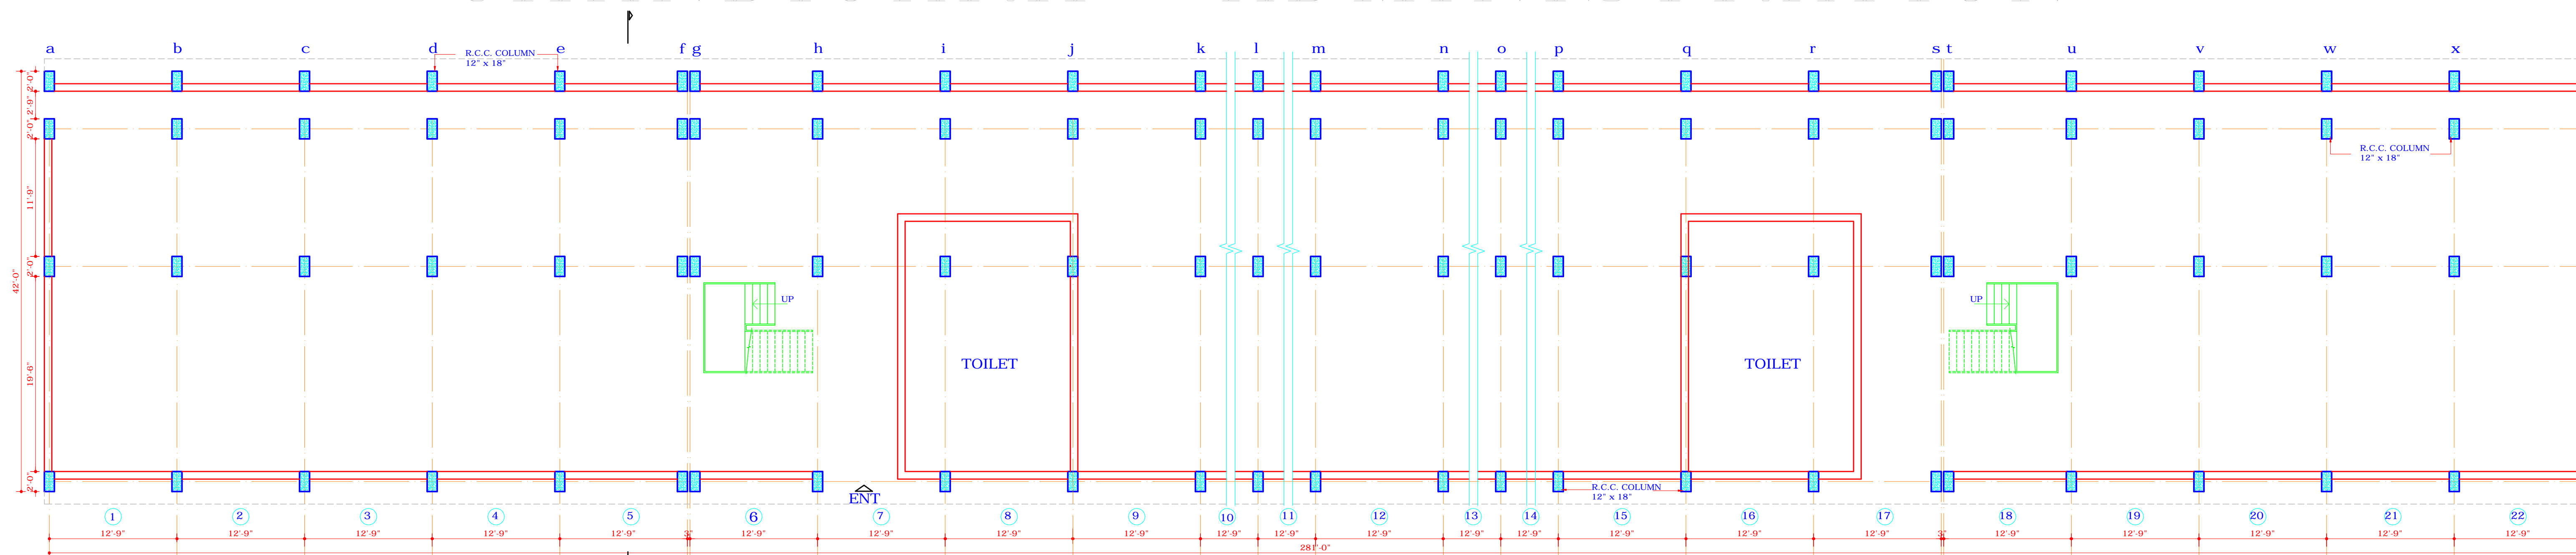 a b c d e f g h i j k l m n o p q r s t u v w x
R.C.C. COLUMN
12" x 18"
2'-0"
2'-9"
2'-0"
11'-9"
2'-0"
42'-0"
19'-6"
2'-0"
R.C.C. COLUMN
12" x 18"
UP
UP
TOILET
TOILET
ENT
R.C.C. COLUMN
12" x 18"
1 2 3 4 5 6 7 8 9 10 11 12 13 14 15 16 17 18 19 20 21 22
12'-9" 12'-9" 12'-9" 12'-9" 12'-9" 3" 12'-9" 12'-9" 12'-9" 12'-9" 12'-9" 12'-9" 12'-9" 12'-9" 12'-9" 12'-9" 12'-9" 12'-9" 3" 12'-9" 12'-9" 12'-9" 12'-9" 12'-9"
281'-0"